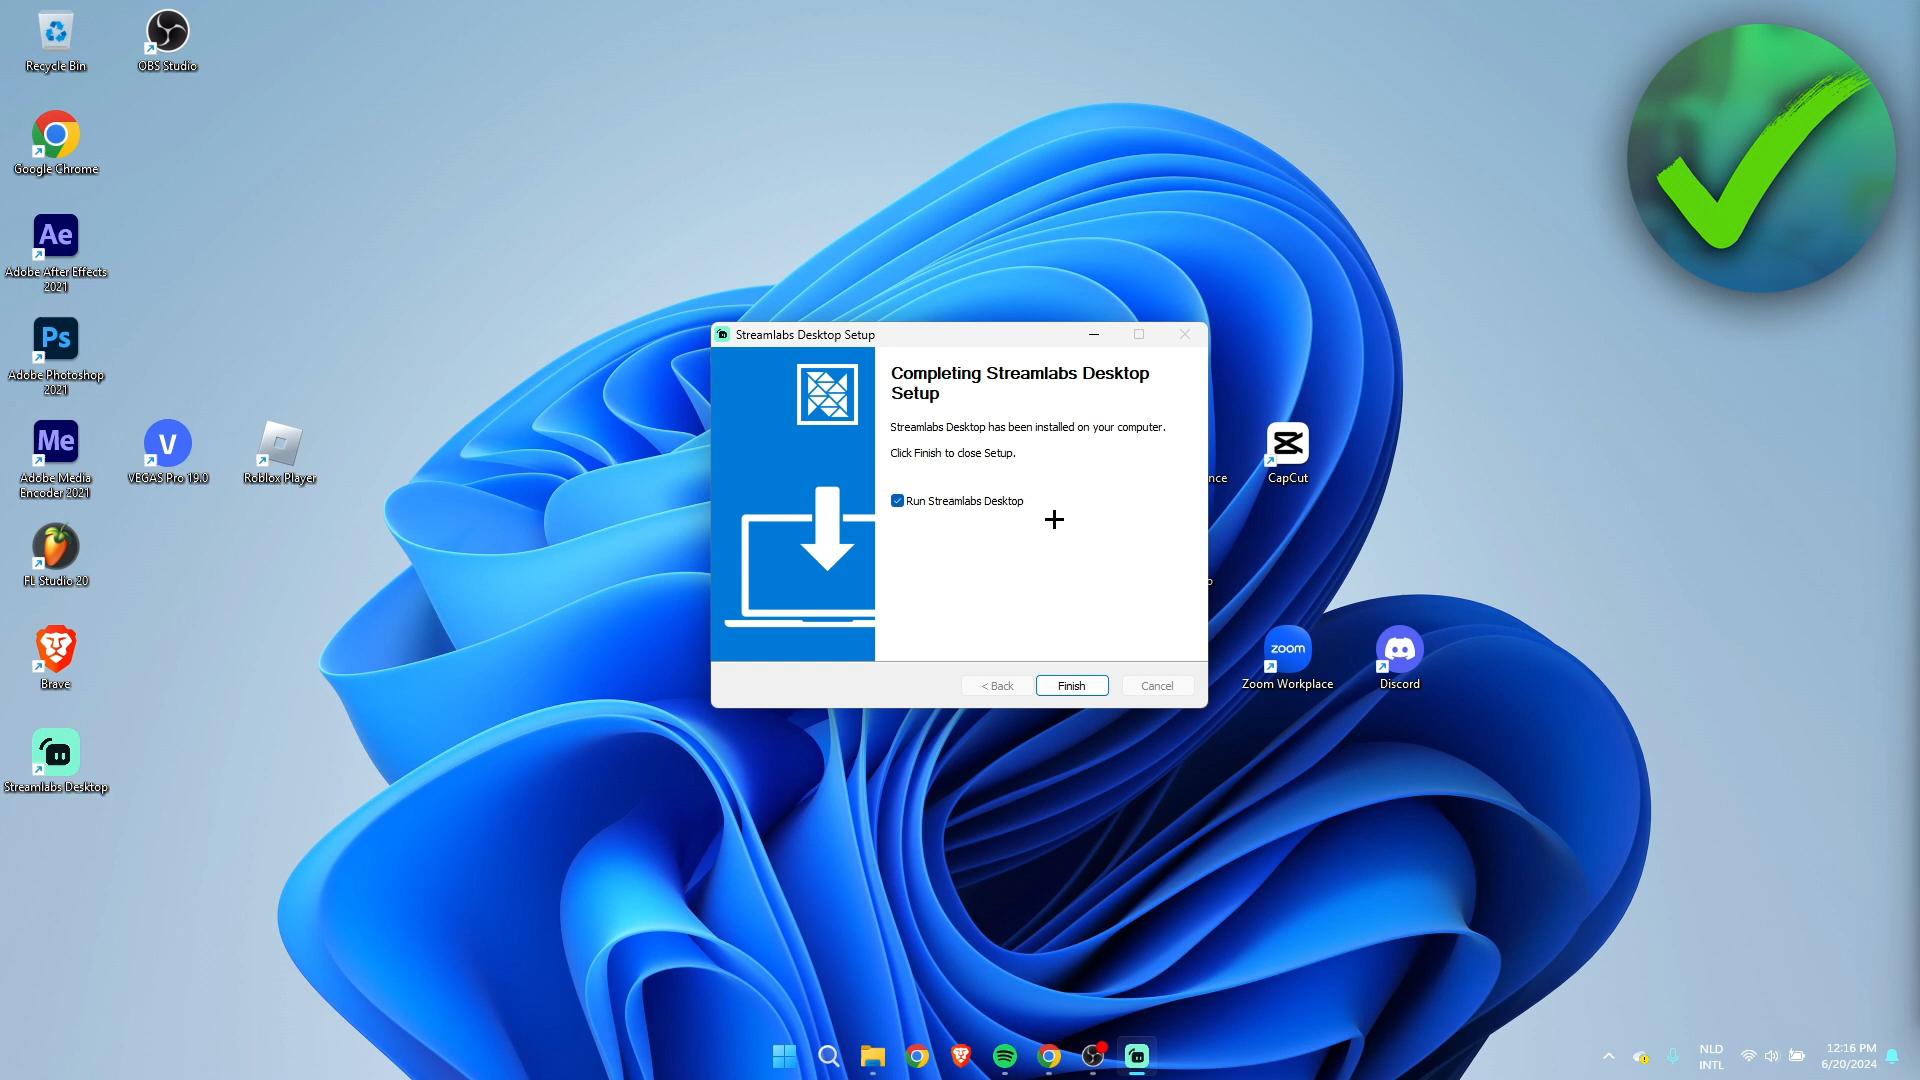 Recycle Bin
OBS Studio
Google Chrome
Ae
Adobe After Effects
2021
Ps
Adobe Photoshop
2021
Me
Adobe Media
Encoder 2021
V
VEGAS Pro 19.0
Roblox Player
FL Studio 20
Brave
Streamlabs Desktop
Streamlabs Desktop Setup
Completing Streamlabs Desktop
Setup
Streamlabs Desktop has been installed on your computer.
Click Finish to close Setup.
Run Streamlabs Desktop
< Back
Finish
Cancel
nce
CapCut
zoom
Zoom Workplace
Discord
NLD
INTL
12:16 PM
6/20/2024